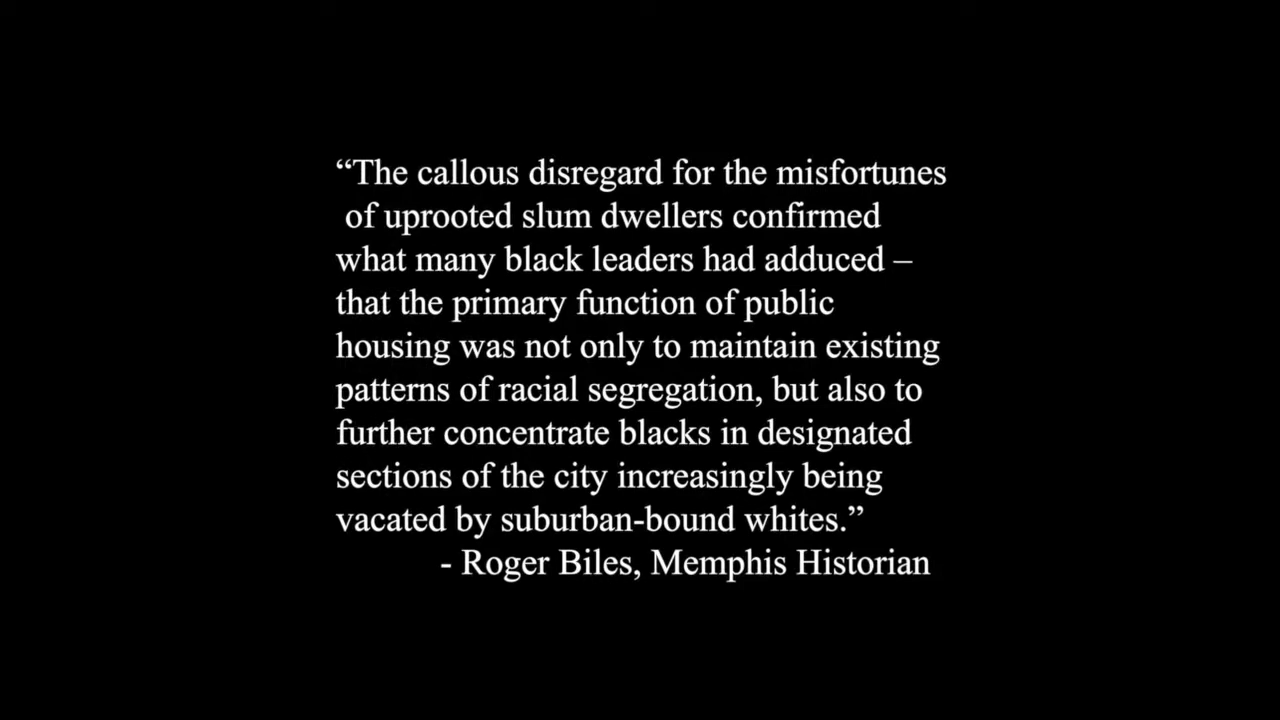 “The callous disregard for the misfortunes
of uprooted slum dwellers confirmed
what many black leaders had adduced –
that the primary function of public
housing was not only to maintain existing
patterns of racial segregation, but also to
further concentrate blacks in designated
sections of the city increasingly being
vacated by suburban-bound whites.”
- Roger Biles, Memphis Historian